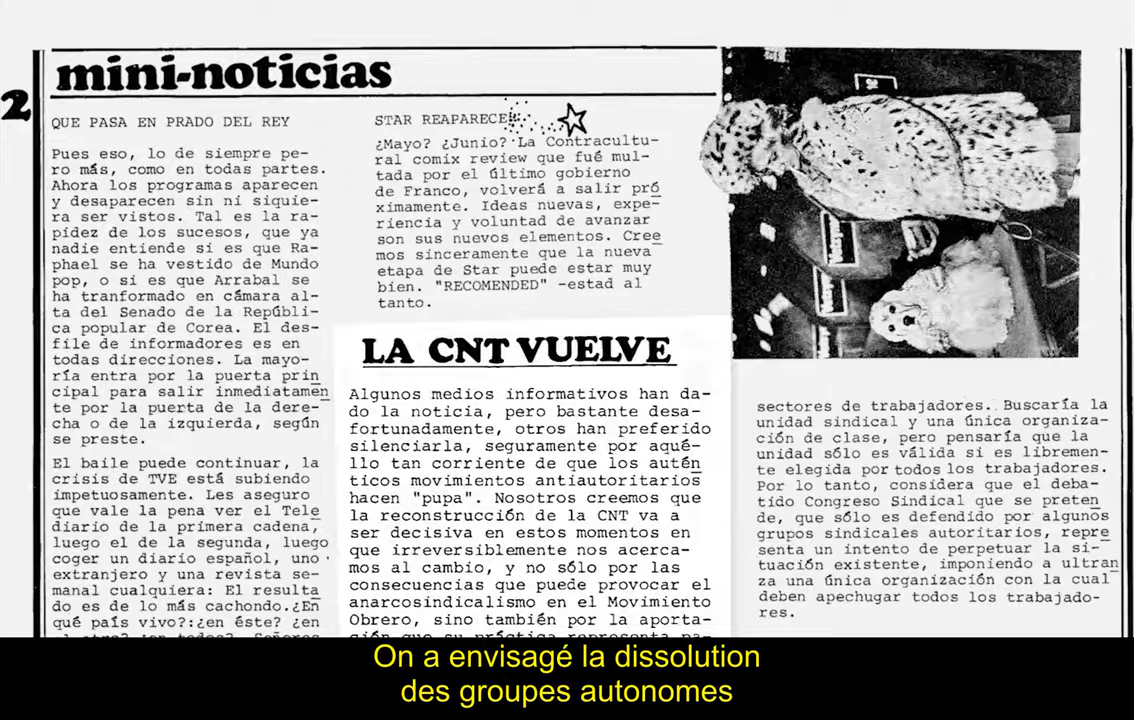 mini-noticias
2
QUE PASA EN PRADO DEL REY
Pues eso, lo de siempre pe-
ro más, como en todas partes.
Ahora los programas aparecen
y desaparecen sin ni siquie-
ra ser vistos. Tal es la ra-
pidez de los sucesos, que ya
nadie entiende si es que Ra-
phael se ha vestido de Mundo
pop, o si es que Arrabal se
ha tranformado en cámara al-
ta del Senado de la Repúbli-
ca popular de Corea. El des-
file de informadores es en
todas direcciones. La mayo-
ría entra por la puerta prin
cipal para salir inmediatamen
te por la puerta de la dere-
cha o de la izquierda, según
se preste.
El baile puede continuar, la
crisis de TVE está subiendo
impetuosamente. Les aseguro
que vale la pena ver el Tele
diario de la primera cadena,
luego el de la segunda, luego
coger un diario español, uno
extranjero y una revista se-
manal cualquiera: El resulta
do es de lo más cachondo.¿En
qué país vivo?:¿en éste? ¿en
STAR REAPARECE
¿Mayo? ¿Junio? La Contracultu-
ral comix review que fué mul-
tada por el último gobierno
de Franco, volverá a salir pró
ximamente. Ideas nuevas, expe-
riencia y voluntad de avanzar
son sus nuevos elementos. Cree
mos sinceramente que la nueva
etapa de Star puede estar muy
bien. "RECOMENDED" -estad al
tanto.
LA CNT VUELVE
Algunos medios informativos han da-
do la noticia, pero bastante desa-
fortunadamente, otros han preferido
silenciarla, seguramente por aqué-
llo tan corriente de que los autén
ticos movimientos antiautoritarios
hacen "pupa". Nosotros creemos que
la reconstrucción de la CNT va a
ser decisiva en estos momentos en
que irreversiblemente nos acerca-
mos al cambio, y no sólo por las
consecuencias que puede provocar el
anarcosindicalismo en el Movimiento
Obrero, sino también por la aporta-
ción que su práctica representa pa-
sectores de trabajadores. Buscaría la
unidad sindical y una única organiza-
ción de clase, pero pensaría que la
unidad sólo es válida si es libremen-
te elegida por todos los trabajadores.
Por lo tanto, considera que el deba-
tido Congreso Sindical que se preten
de, que sólo es defendido por algunos
grupos sindicales autoritarios, repre
senta un intento de perpetuar la si-
tuación existente, imponiendo a ultran
za una única organización con la cual
deben apechugar todos los trabajado-
res.
On a envisagé la dissolution
des groupes autonomes